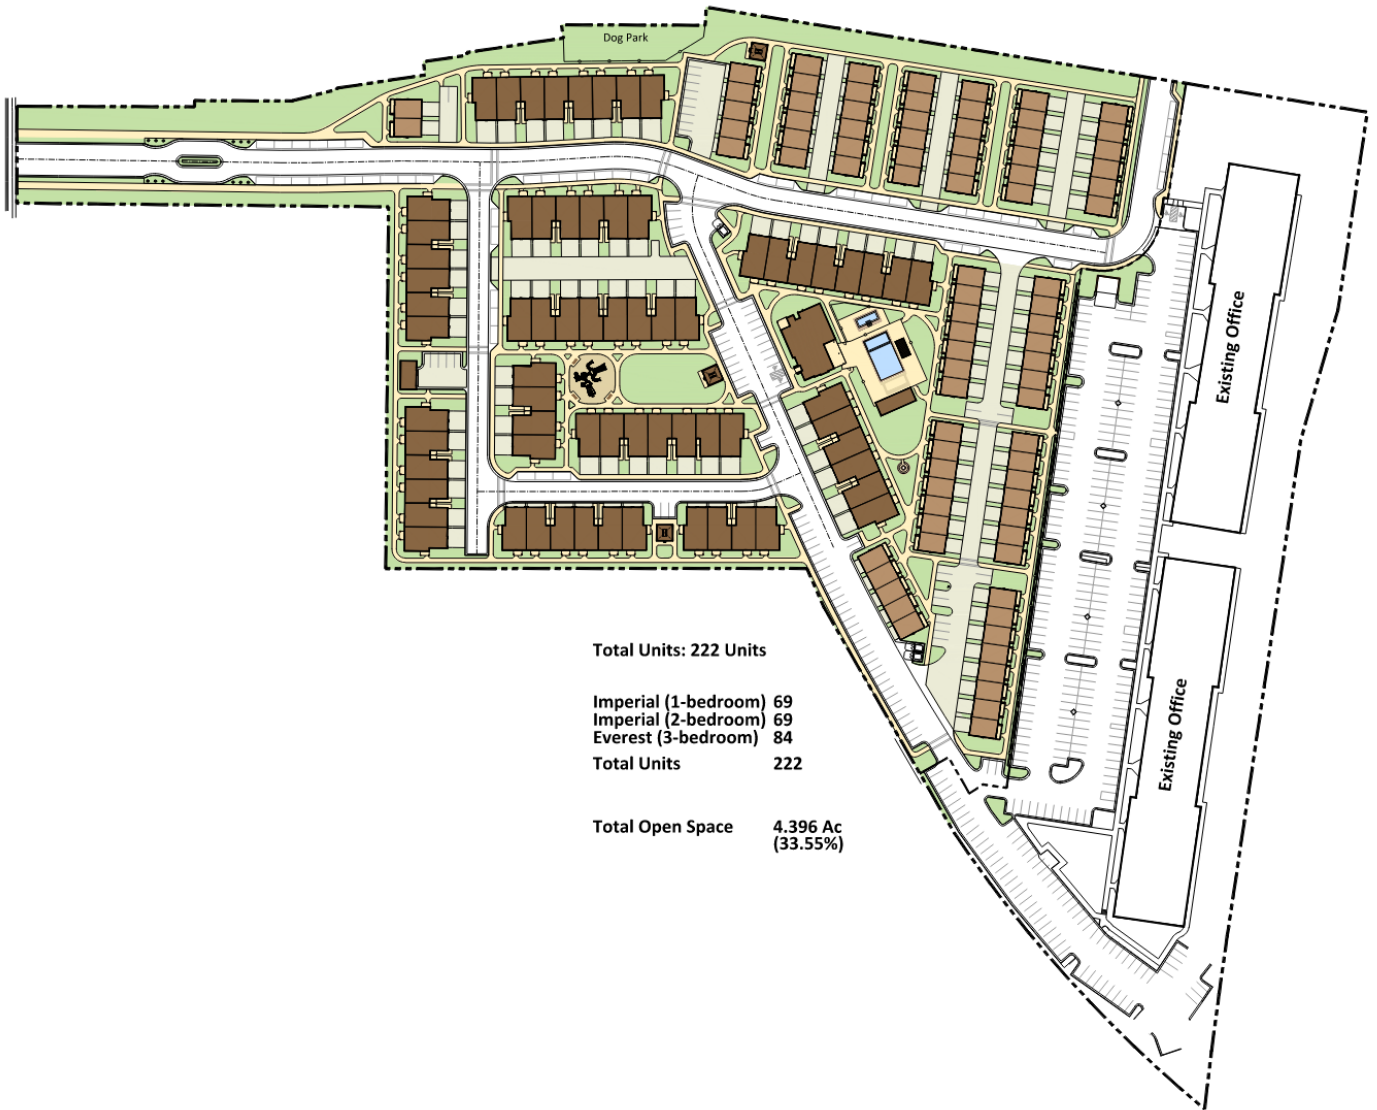 Dog Park
Existing Office
Existing Office
Total Units: 222 Units
Imperial (1-bedroom) 69
Imperial (2-bedroom) 69
Everest (3-bedroom) 84
Total Units 222
Total Open Space 4.396 Ac
(33.55%)